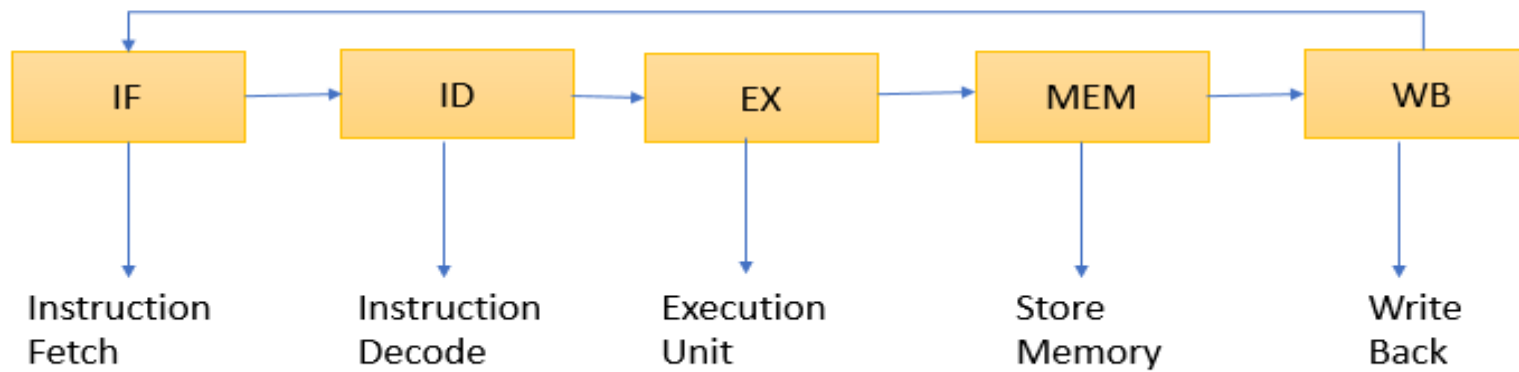 IF
ID
EX
MEM
WB
Instruction
Fetch
Instruction
Decode
Execution
Unit
Store
Memory
Write
Back